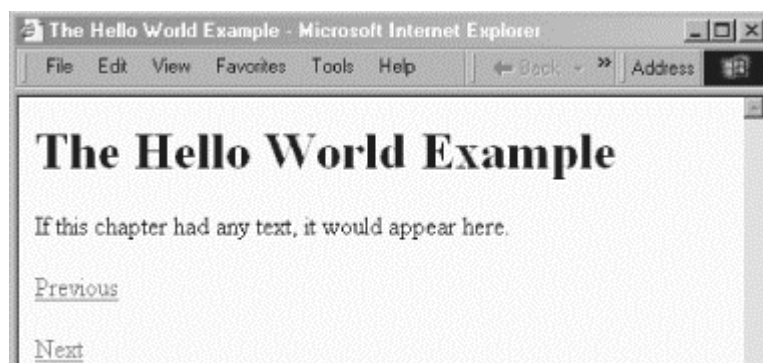 The Hello World Example - Microsoft Internet Explorer
File Edit View Favorites Tools Help Back » Address
The Hello World Example
If this chapter had any text, it would appear here.
Previous
Next